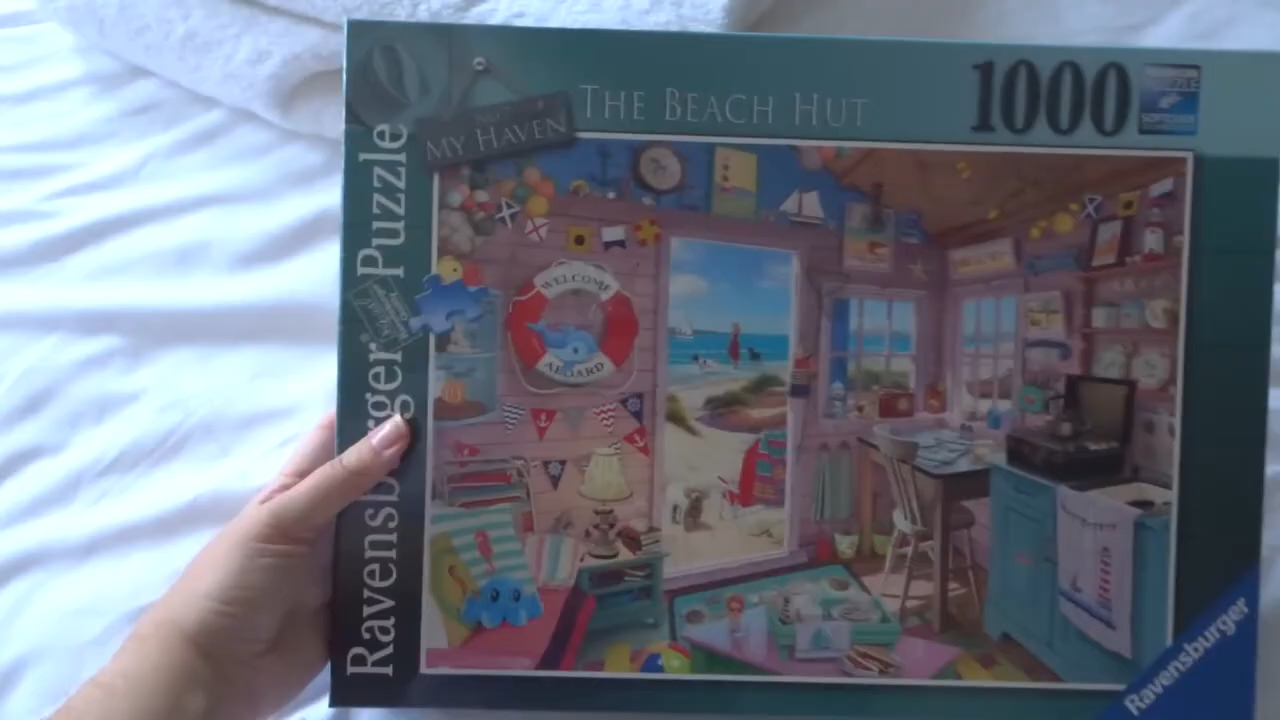 THE BEACH HUT
1000
MY HAVEN
Ravensburger Puzzle
WELCOME
ABOARD
Ravensburger